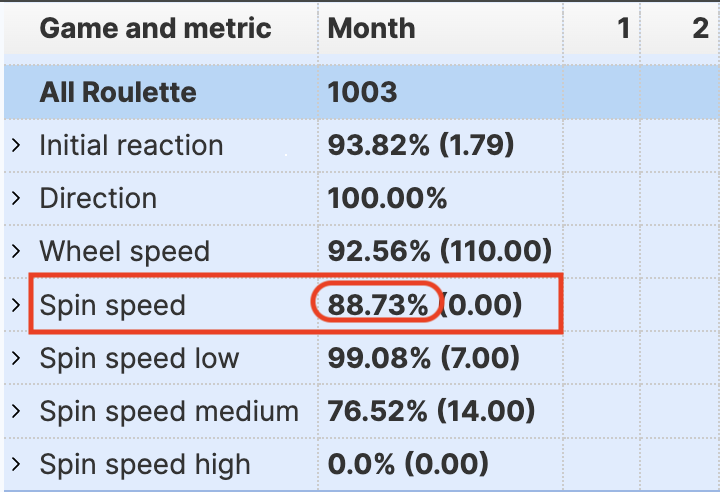 Game and metric Month 1 2
All Roulette 1003
Initial reaction 93.82% (1.79)
Direction 100.00%
Wheel speed 92.56% (110.00)
Spin speed 88.73% (0.00)
Spin speed low 99.08% (7.00)
Spin speed medium 76.52% (14.00)
Spin speed high 0.0% (0.00)